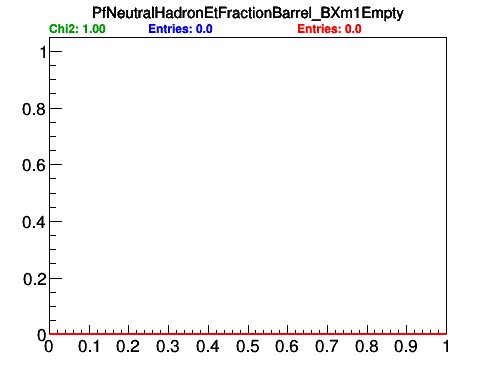 PfNeutralHadronEtFractionBarrel_BXm1Empty
Chi2: 1.00 Entries: 0.0 Entries: 0.0
1
0.8
0.6
0.4
0.2
0
0 0.1 0.2 0.3 0.4 0.5 0.6 0.7 0.8 0.9 1